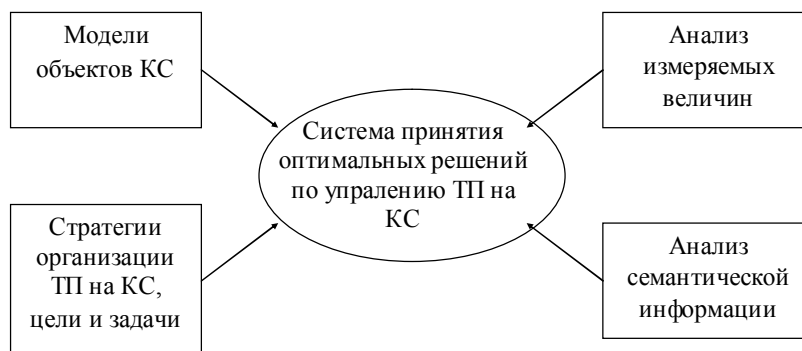 Модели
объектов КС
Анализ
измеряемых
величин
Система принятия
оптимальных решений
по упралению ТП на
КС
Стратегии
организации
ТП на КС,
цели и задачи
Анализ
семантической
информации